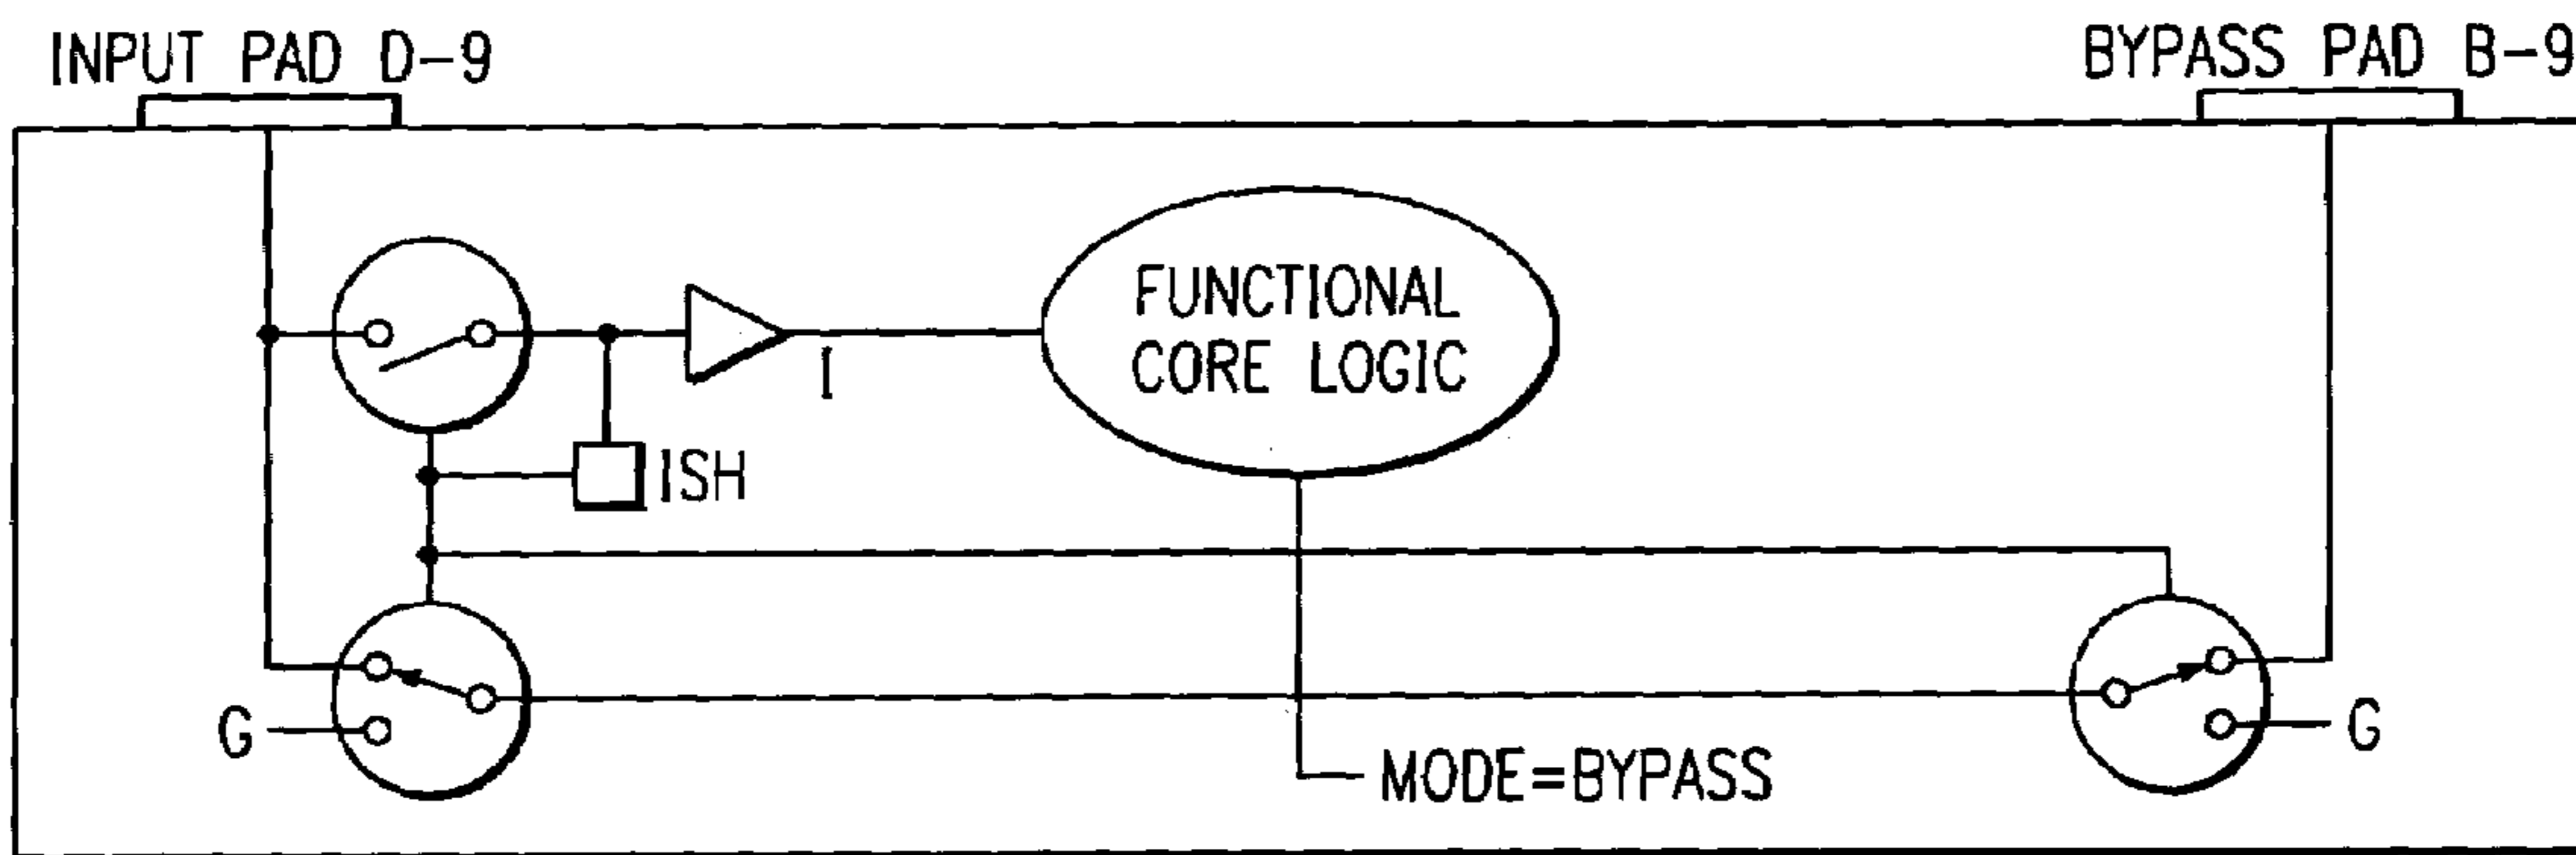 INPUT PAD D-9
BYPASS PAD B-9
FUNCTIONAL
CORE LOGIC
I
ISH
G
G
MODE=BYPASS